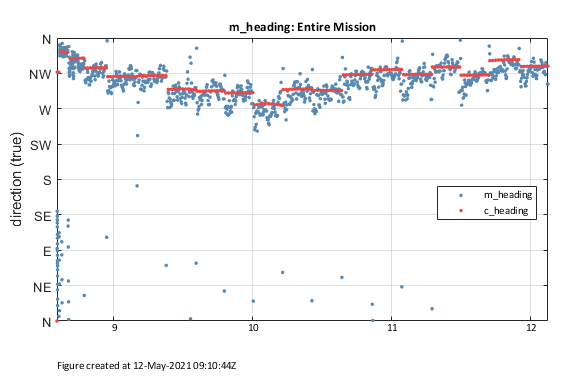 m_heading: Entire Mission
direction (true)
N
NW
W
SW
S
SE
E
NE
N
m_heading
c_heading
9
10
11
12
Figure created at 12-May-2021 09:10:44Z